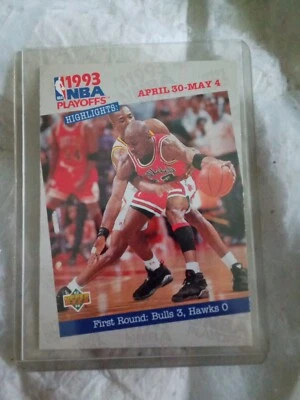 1993
NBA
PLAYOFFS
HIGHLIGHTS:
APRIL 30-MAY 4
First Round: Bulls 3, Hawks 0